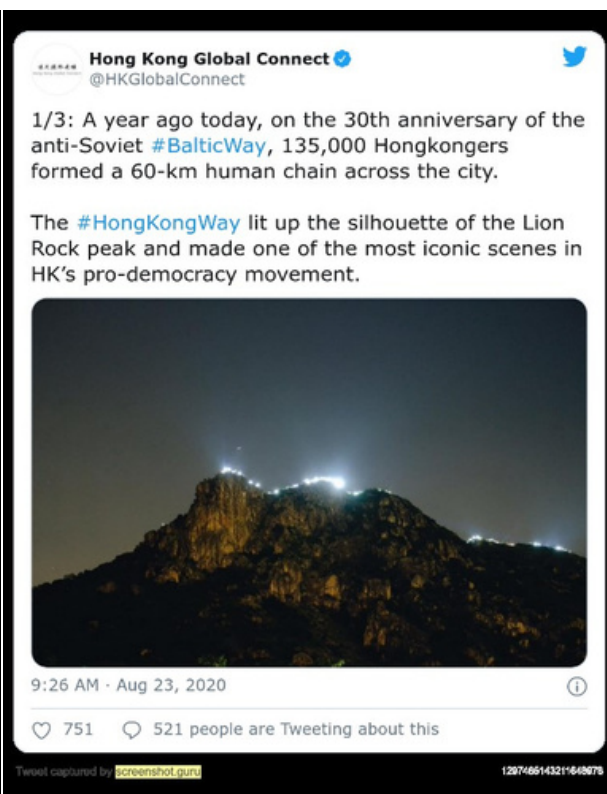 Hong Kong Global Connect
@HKGlobalConnect
1/3: A year ago today, on the 30th anniversary of the
anti-Soviet #BalticWay, 135,000 Hongkongers
formed a 60-km human chain across the city.
The #HongKongWay lit up the silhouette of the Lion
Rock peak and made one of the most iconic scenes in
HK’s pro-democracy movement.
9:26 AM · Aug 23, 2020
751
521 people are Tweeting about this
Tweet captured by screenshot.guru